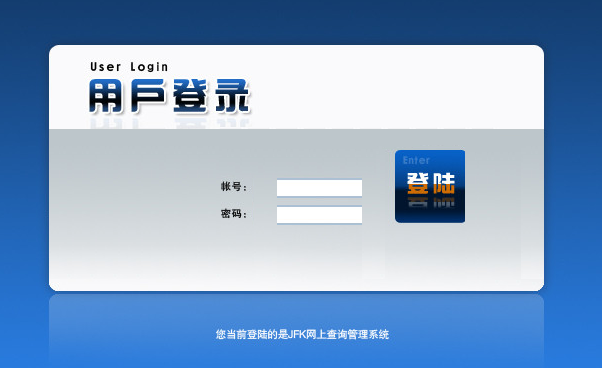 User Login
用戶登录
帐号：
密码：
Enter
登陆
您当前登陆的是JFK网上查询管理系统